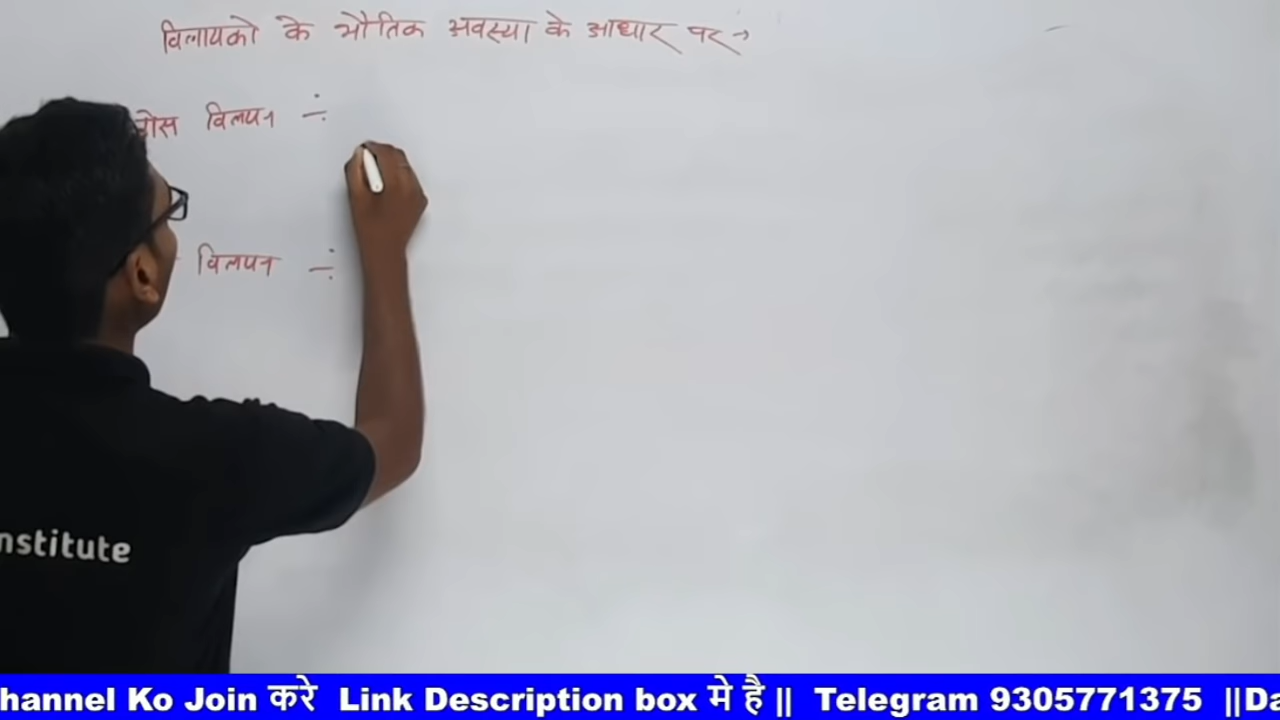 विलायको के भौतिक अवस्था के आधार पर →
ठोस विलयन ÷
विलयन ÷
nstitute
hannel Ko Join करे Link Description box मे है || Telegram 9305771375 ||Da